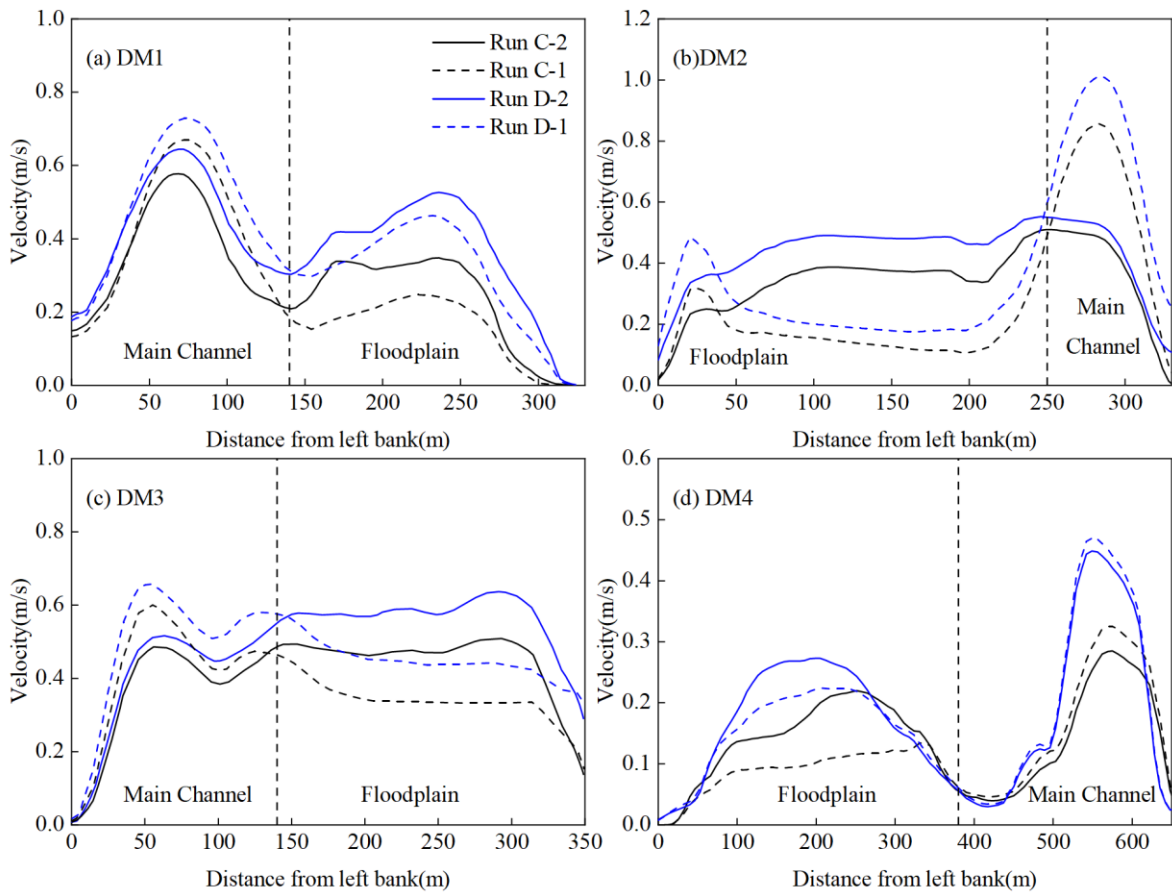 (a) DM1
Run C-2
Run C-1
Run D-2
Run D-1
Main Channel
Floodplain
Velocity(m/s)
1.0
0.8
0.6
0.4
0.2
0.0
0 50 100 150 200 250 300
Distance from left bank(m)
(b)DM2
Floodplain
Main
Channel
Velocity(m/s)
1.2
1.0
0.8
0.6
0.4
0.2
0.0
0 50 100 150 200 250 300
Distance from left bank(m)
(c) DM3
Main Channel
Floodplain
Velocity(m/s)
1.0
0.8
0.6
0.4
0.2
0.0
0 50 100 150 200 250 300 350
Distance from left bank(m)
(d) DM4
Floodplain
Main Channel
Velocity(m/s)
0.6
0.5
0.4
0.3
0.2
0.1
0.0
0 100 200 300 400 500 600
Distance from left bank(m)